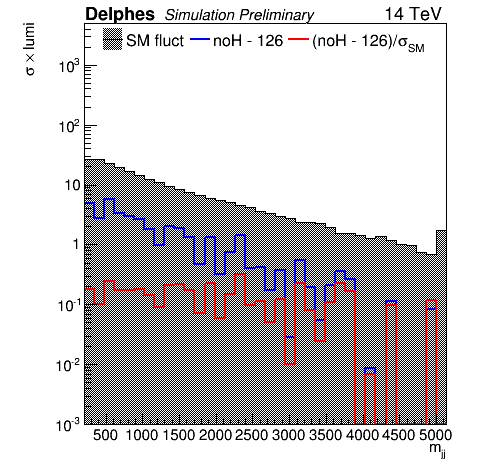 Delphes Simulation Preliminary 14 TeV
SM fluct noH - 126 (noH - 126)/σSM
σ × lumi
10³
10²
10
1
10⁻¹
10⁻²
10⁻³
500 1000 1500 2000 2500 3000 3500 4000 4500 5000
mjj